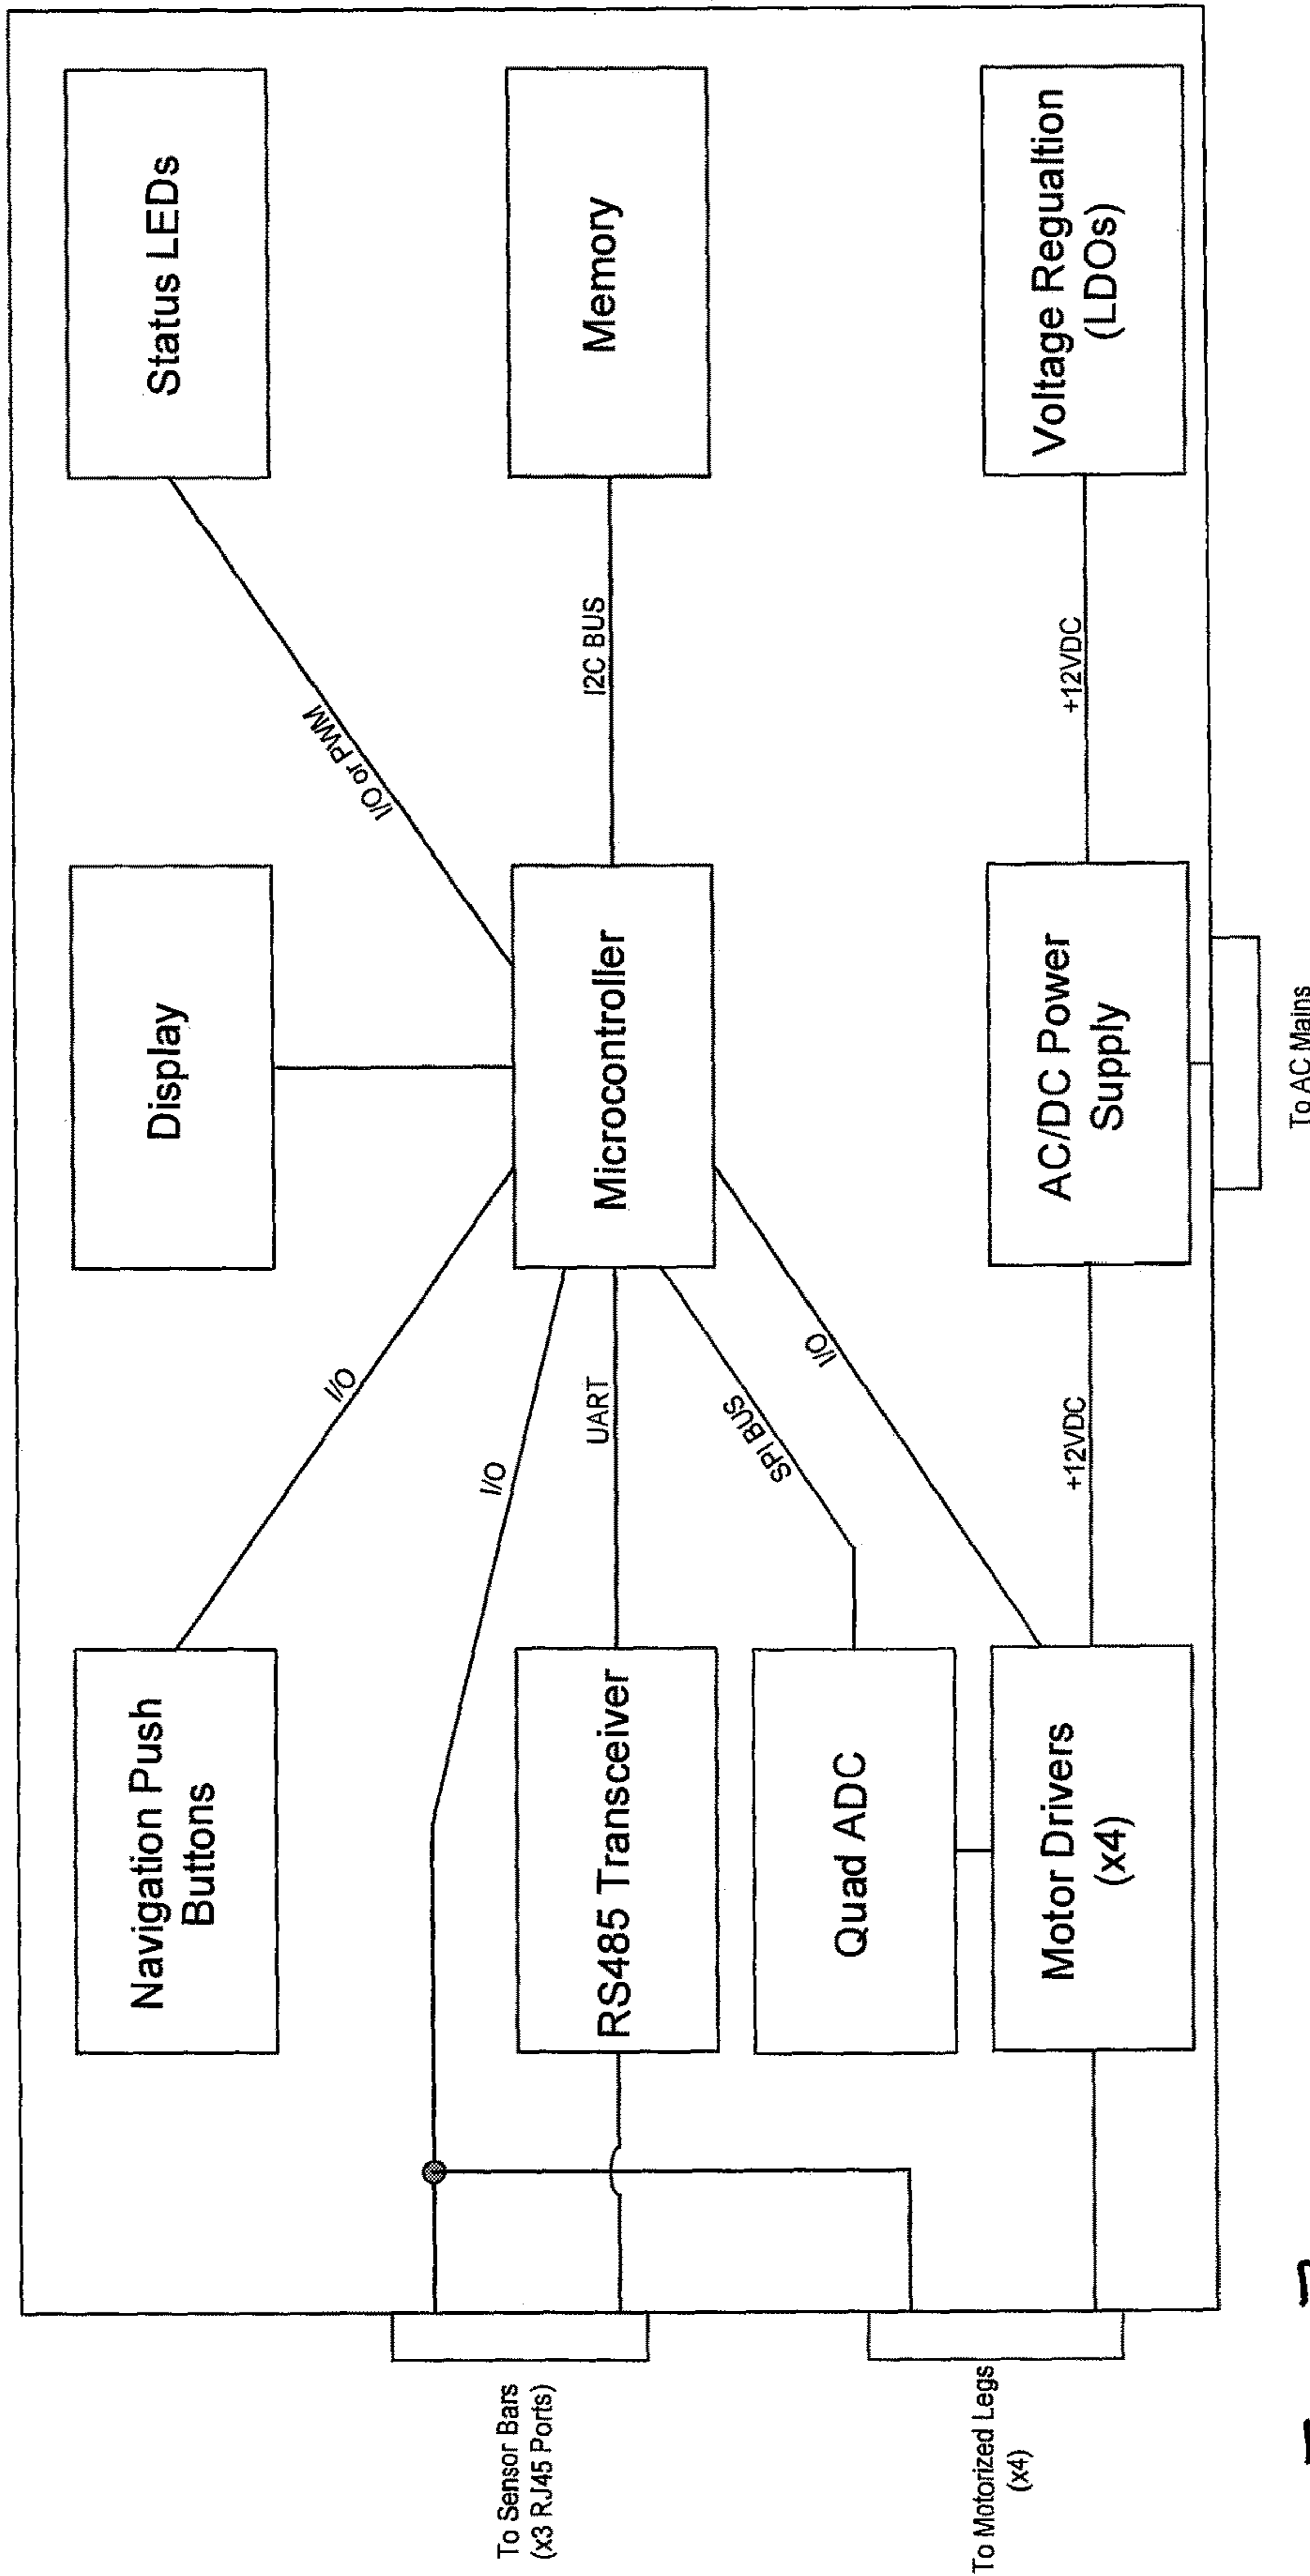 Navigation Push
Buttons
Display
Status LEDs
I/O
I/O or PWM
I/O
RS485 Transceiver
UART
Microcontroller
I2C BUS
Memory
SPI BUS
Quad ADC
I/O
Motor Drivers
(x4)
+12VDC
AC/DC Power
Supply
+12VDC
Voltage Regualtion
(LDOs)
To Sensor Bars
(x3 RJ45 Ports)
To Motorized Legs
(x4)
To AC Mains